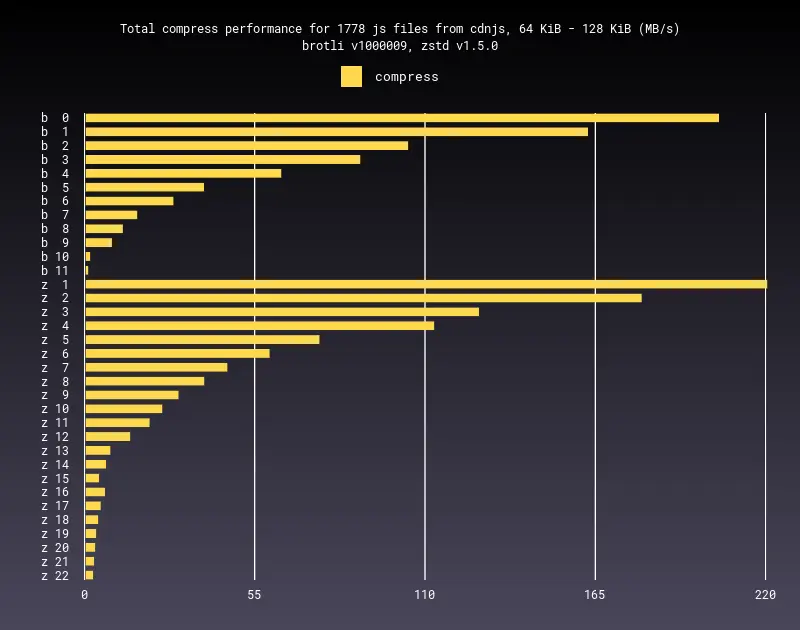 Total compress performance for 1778 js files from cdnjs, 64 KiB - 128 KiB (MB/s)
brotli v1000009, zstd v1.5.0
compress
b 0
b 1
b 2
b 3
b 4
b 5
b 6
b 7
b 8
b 9
b 10
b 11
z 1
z 2
z 3
z 4
z 5
z 6
z 7
z 8
z 9
z 10
z 11
z 12
z 13
z 14
z 15
z 16
z 17
z 18
z 19
z 20
z 21
z 22
0 55 110 165 220